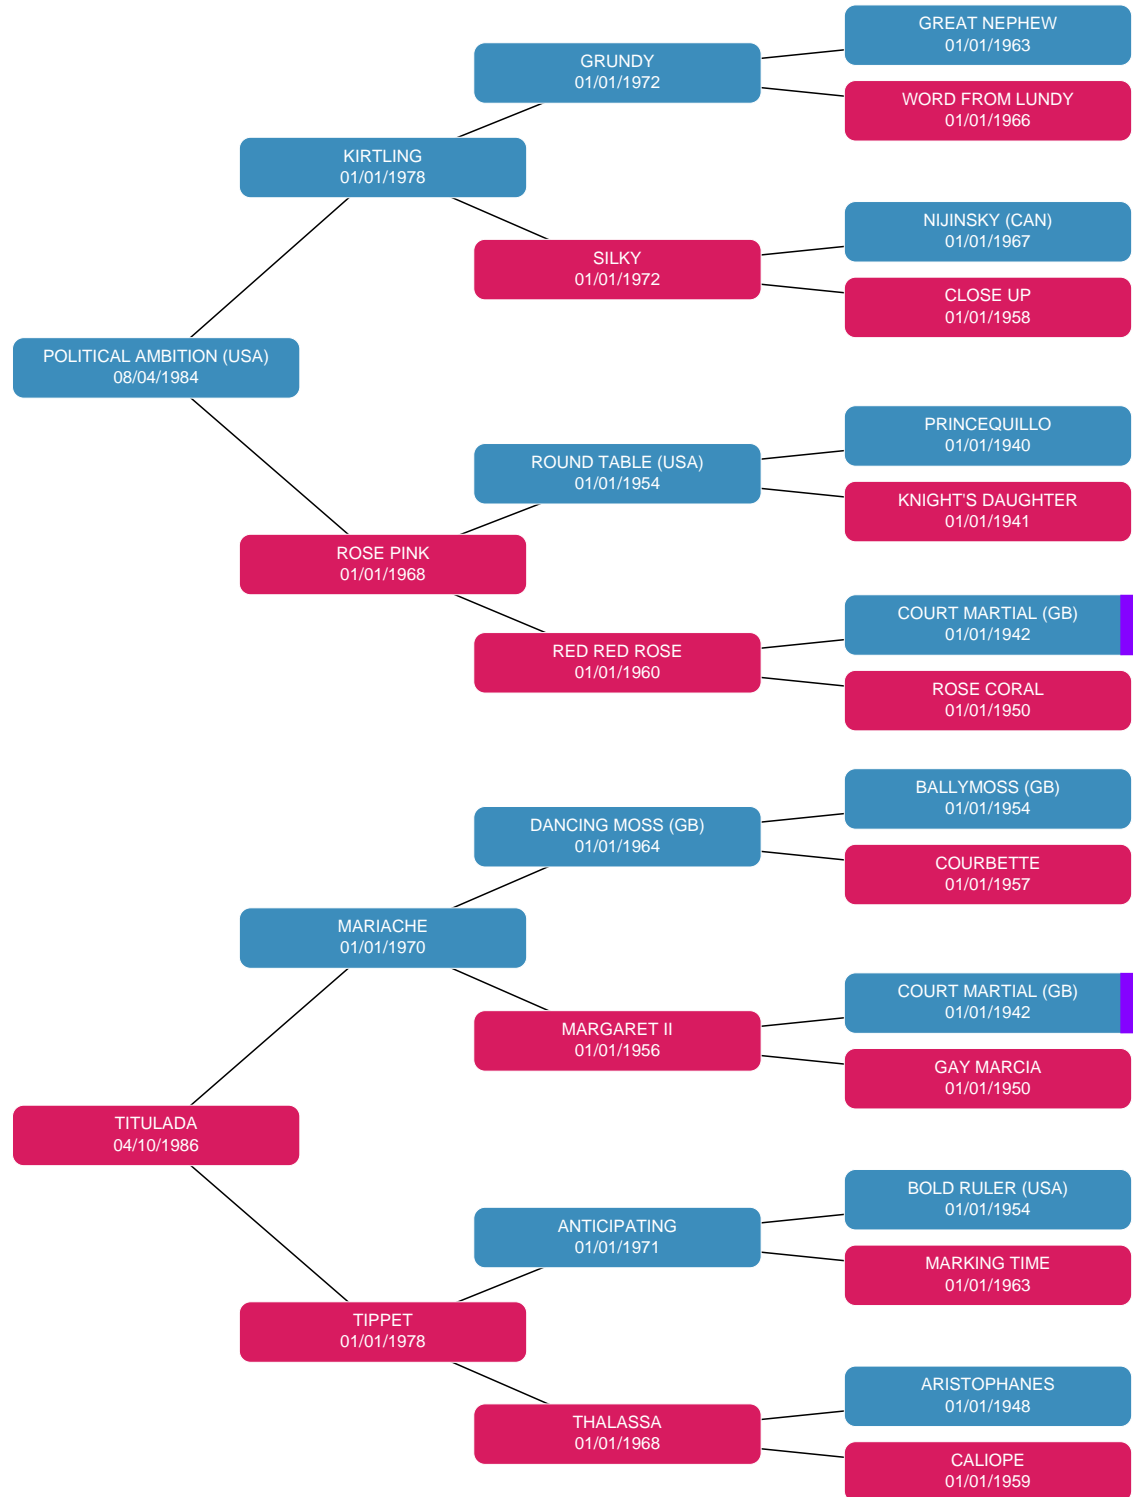 GREAT NEPHEW
01/01/1963
GRUNDY
01/01/1972
WORD FROM LUNDY
01/01/1966
KIRTLING
01/01/1978
NIJINSKY (CAN)
01/01/1967
SILKY
01/01/1972
CLOSE UP
01/01/1958
POLITICAL AMBITION (USA)
08/04/1984
PRINCEQUILLO
01/01/1940
ROUND TABLE (USA)
01/01/1954
KNIGHT'S DAUGHTER
01/01/1941
ROSE PINK
01/01/1968
COURT MARTIAL (GB)
01/01/1942
RED RED ROSE
01/01/1960
ROSE CORAL
01/01/1950
BALLYMOSS (GB)
01/01/1954
DANCING MOSS (GB)
01/01/1964
COURBETTE
01/01/1957
MARIACHE
01/01/1970
COURT MARTIAL (GB)
01/01/1942
MARGARET II
01/01/1956
GAY MARCIA
01/01/1950
TITULADA
04/10/1986
BOLD RULER (USA)
01/01/1954
ANTICIPATING
01/01/1971
MARKING TIME
01/01/1963
TIPPET
01/01/1978
ARISTOPHANES
01/01/1948
THALASSA
01/01/1968
CALIOPE
01/01/1959